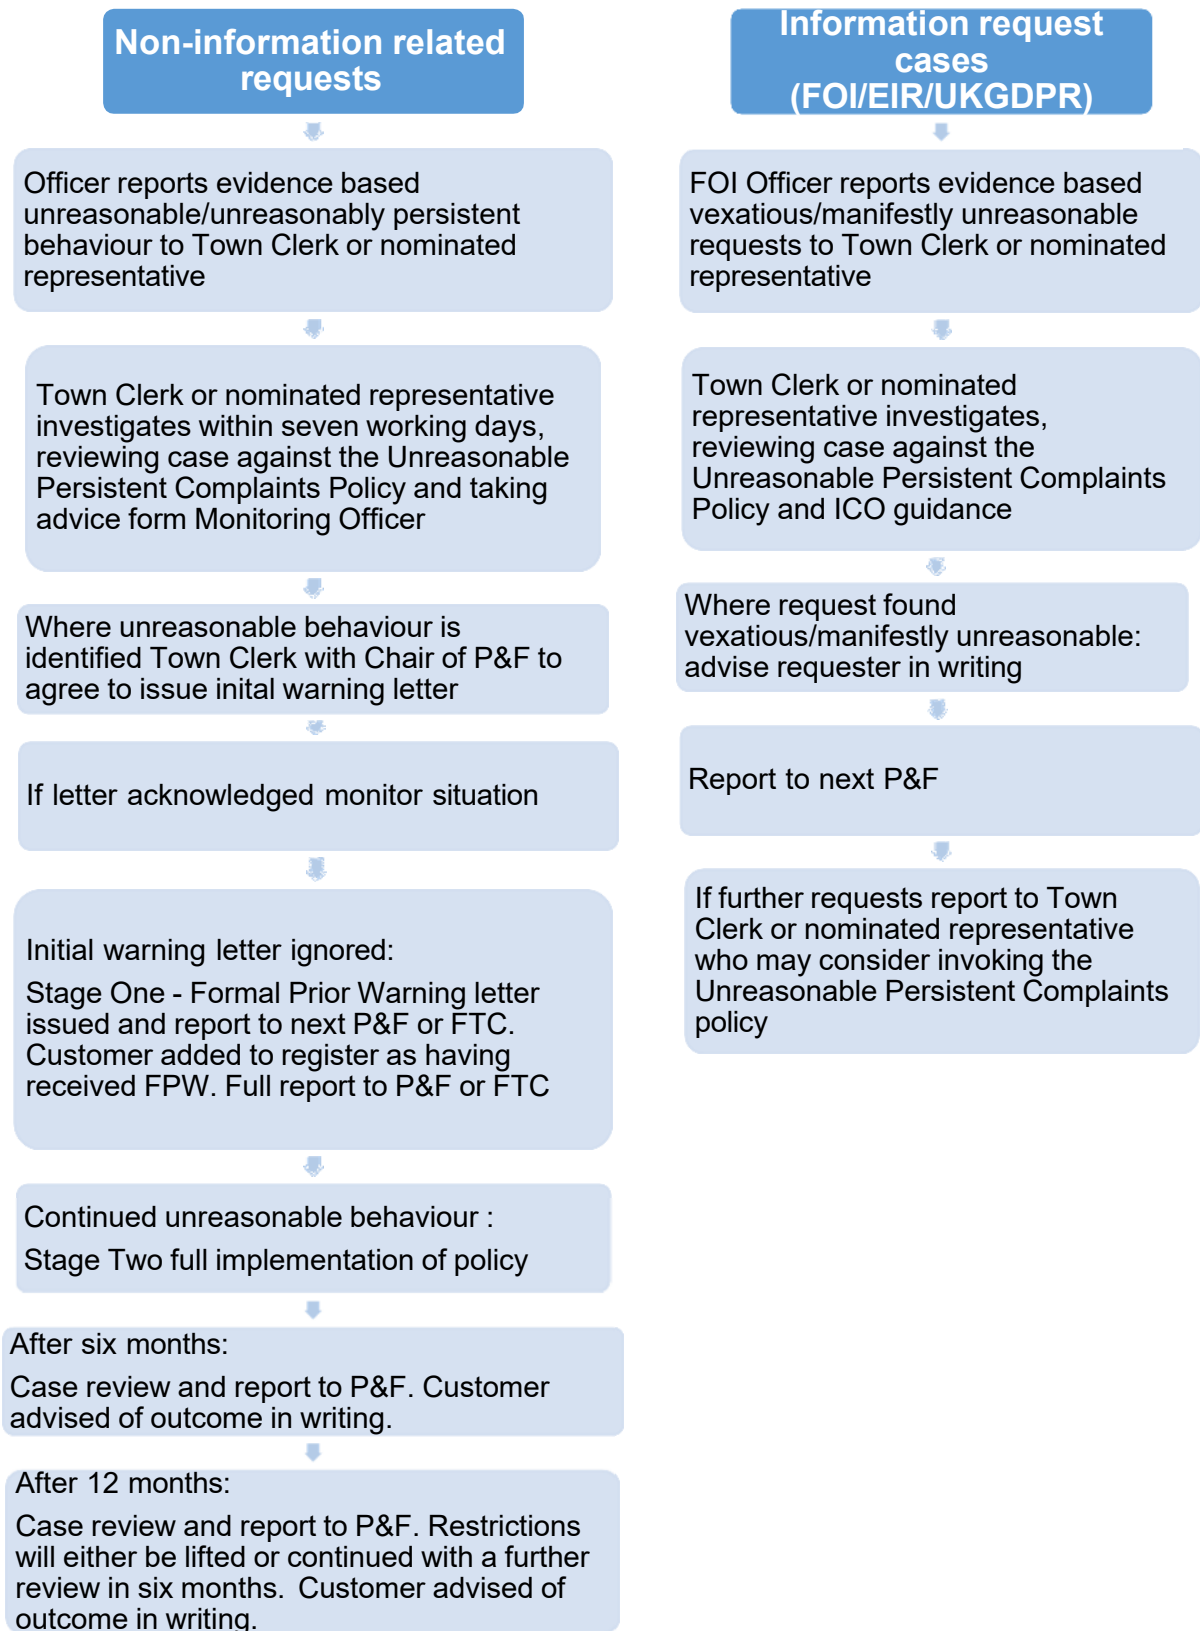 Non-information related
requests
Officer reports evidence based
unreasonable/unreasonably persistent
behaviour to Town Clerk or nominated
representative
Town Clerk or nominated representative
investigates within seven working days,
reviewing case against the Unreasonable
Persistent Complaints Policy and taking
advice form Monitoring Officer
Where unreasonable behaviour is
identified Town Clerk with Chair of P&F to
agree to issue inital warning letter
If letter acknowledged monitor situation
Initial warning letter ignored:
Stage One - Formal Prior Warning letter
issued and report to next P&F or FTC.
Customer added to register as having
received FPW. Full report to P&F or FTC
Continued unreasonable behaviour :
Stage Two full implementation of policy
After six months:
Case review and report to P&F. Customer
advised of outcome in writing.
After 12 months:
Case review and report to P&F. Restrictions
will either be lifted or continued with a further
review in six months.  Customer advised of
outcome in writing.
Information request
cases
(FOI/EIR/UKGDPR)
FOI Officer reports evidence based
vexatious/manifestly unreasonable
requests to Town Clerk or nominated
representative
Town Clerk or nominated
representative investigates,
reviewing case against the
Unreasonable Persistent Complaints
Policy and ICO guidance
Where request found
vexatious/manifestly unreasonable:
advise requester in writing
Report to next P&F
If further requests report to Town
Clerk or nominated representative
who may consider invoking the
Unreasonable Persistent Complaints
policy